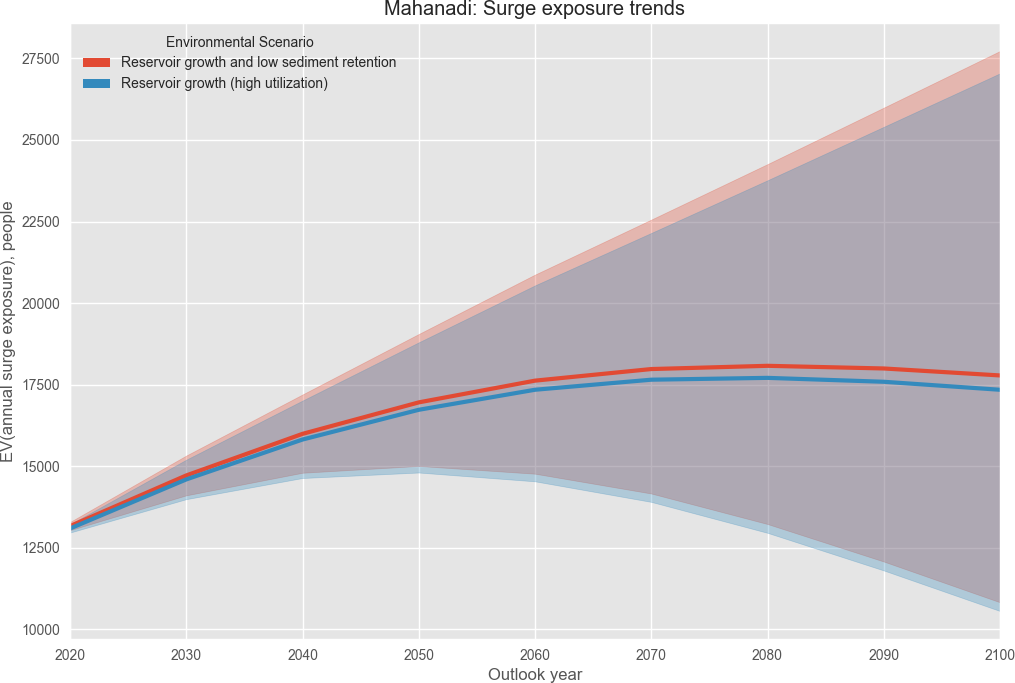 Mahanadi: Surge exposure trends
Environmental Scenario
Reservoir growth and low sediment retention
Reservoir growth (high utilization)
EV(annual surge exposure), people
27500
25000
22500
20000
17500
15000
12500
10000
2020 2030 2040 2050 2060 2070 2080 2090 2100
Outlook year